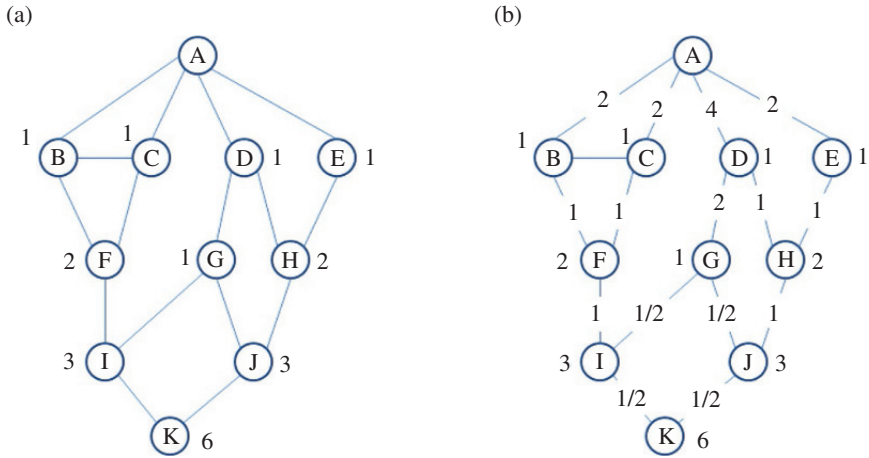 (a) (b)
A A
2 2 4 2
1 B 1 C D 1 E 1 1 B 1 C D 1 E 1
1 1 2 1 1
2 F 1 G H 2 2 F 1 G H 2
1 1/2 1/2 1
3 I J 3 3 I J 3
1/2 1/2
K 6 K 6